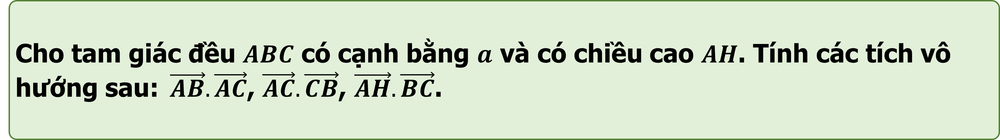 Cho tam giác đều ABC có cạnh bằng a và có chiều cao AH. Tính các tích vô
hướng sau: \overrightarrow{AB}.\overrightarrow{AC}, \overrightarrow{AC}.\overrightarrow{CB}, \overrightarrow{AH}.\overrightarrow{BC}.